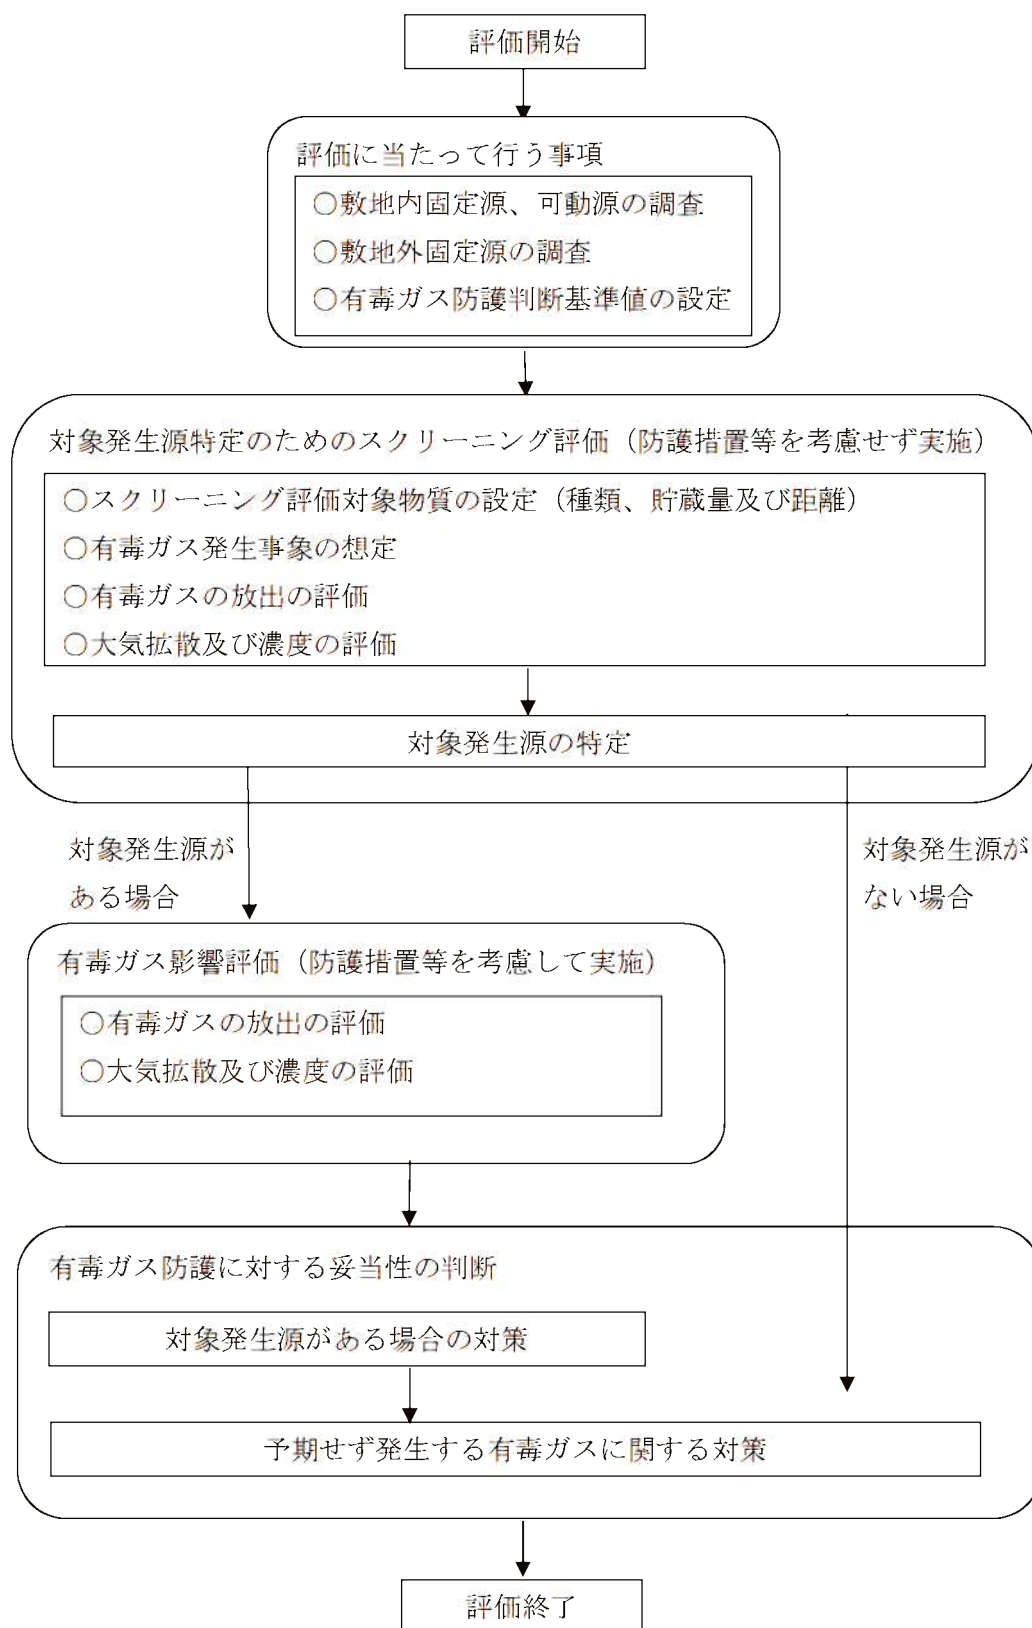 評価開始
評価に当たって行う事項
○敷地内固定源、可動源の調査
○敷地外固定源の調査
○有毒ガス防護判断基準値の設定
対象発生源特定のためのスクリーニング評価（防護措置等を考慮せず実施）
○スクリーニング評価対象物質の設定（種類、貯蔵量及び距離）
○有毒ガス発生事象の想定
○有毒ガスの放出の評価
○大気拡散及び濃度の評価
対象発生源の特定
対象発生源が
ある場合
対象発生源が
ない場合
有毒ガス影響評価（防護措置等を考慮して実施）
○有毒ガスの放出の評価
○大気拡散及び濃度の評価
有毒ガス防護に対する妥当性の判断
対象発生源がある場合の対策
予期せず発生する有毒ガスに関する対策
評価終了